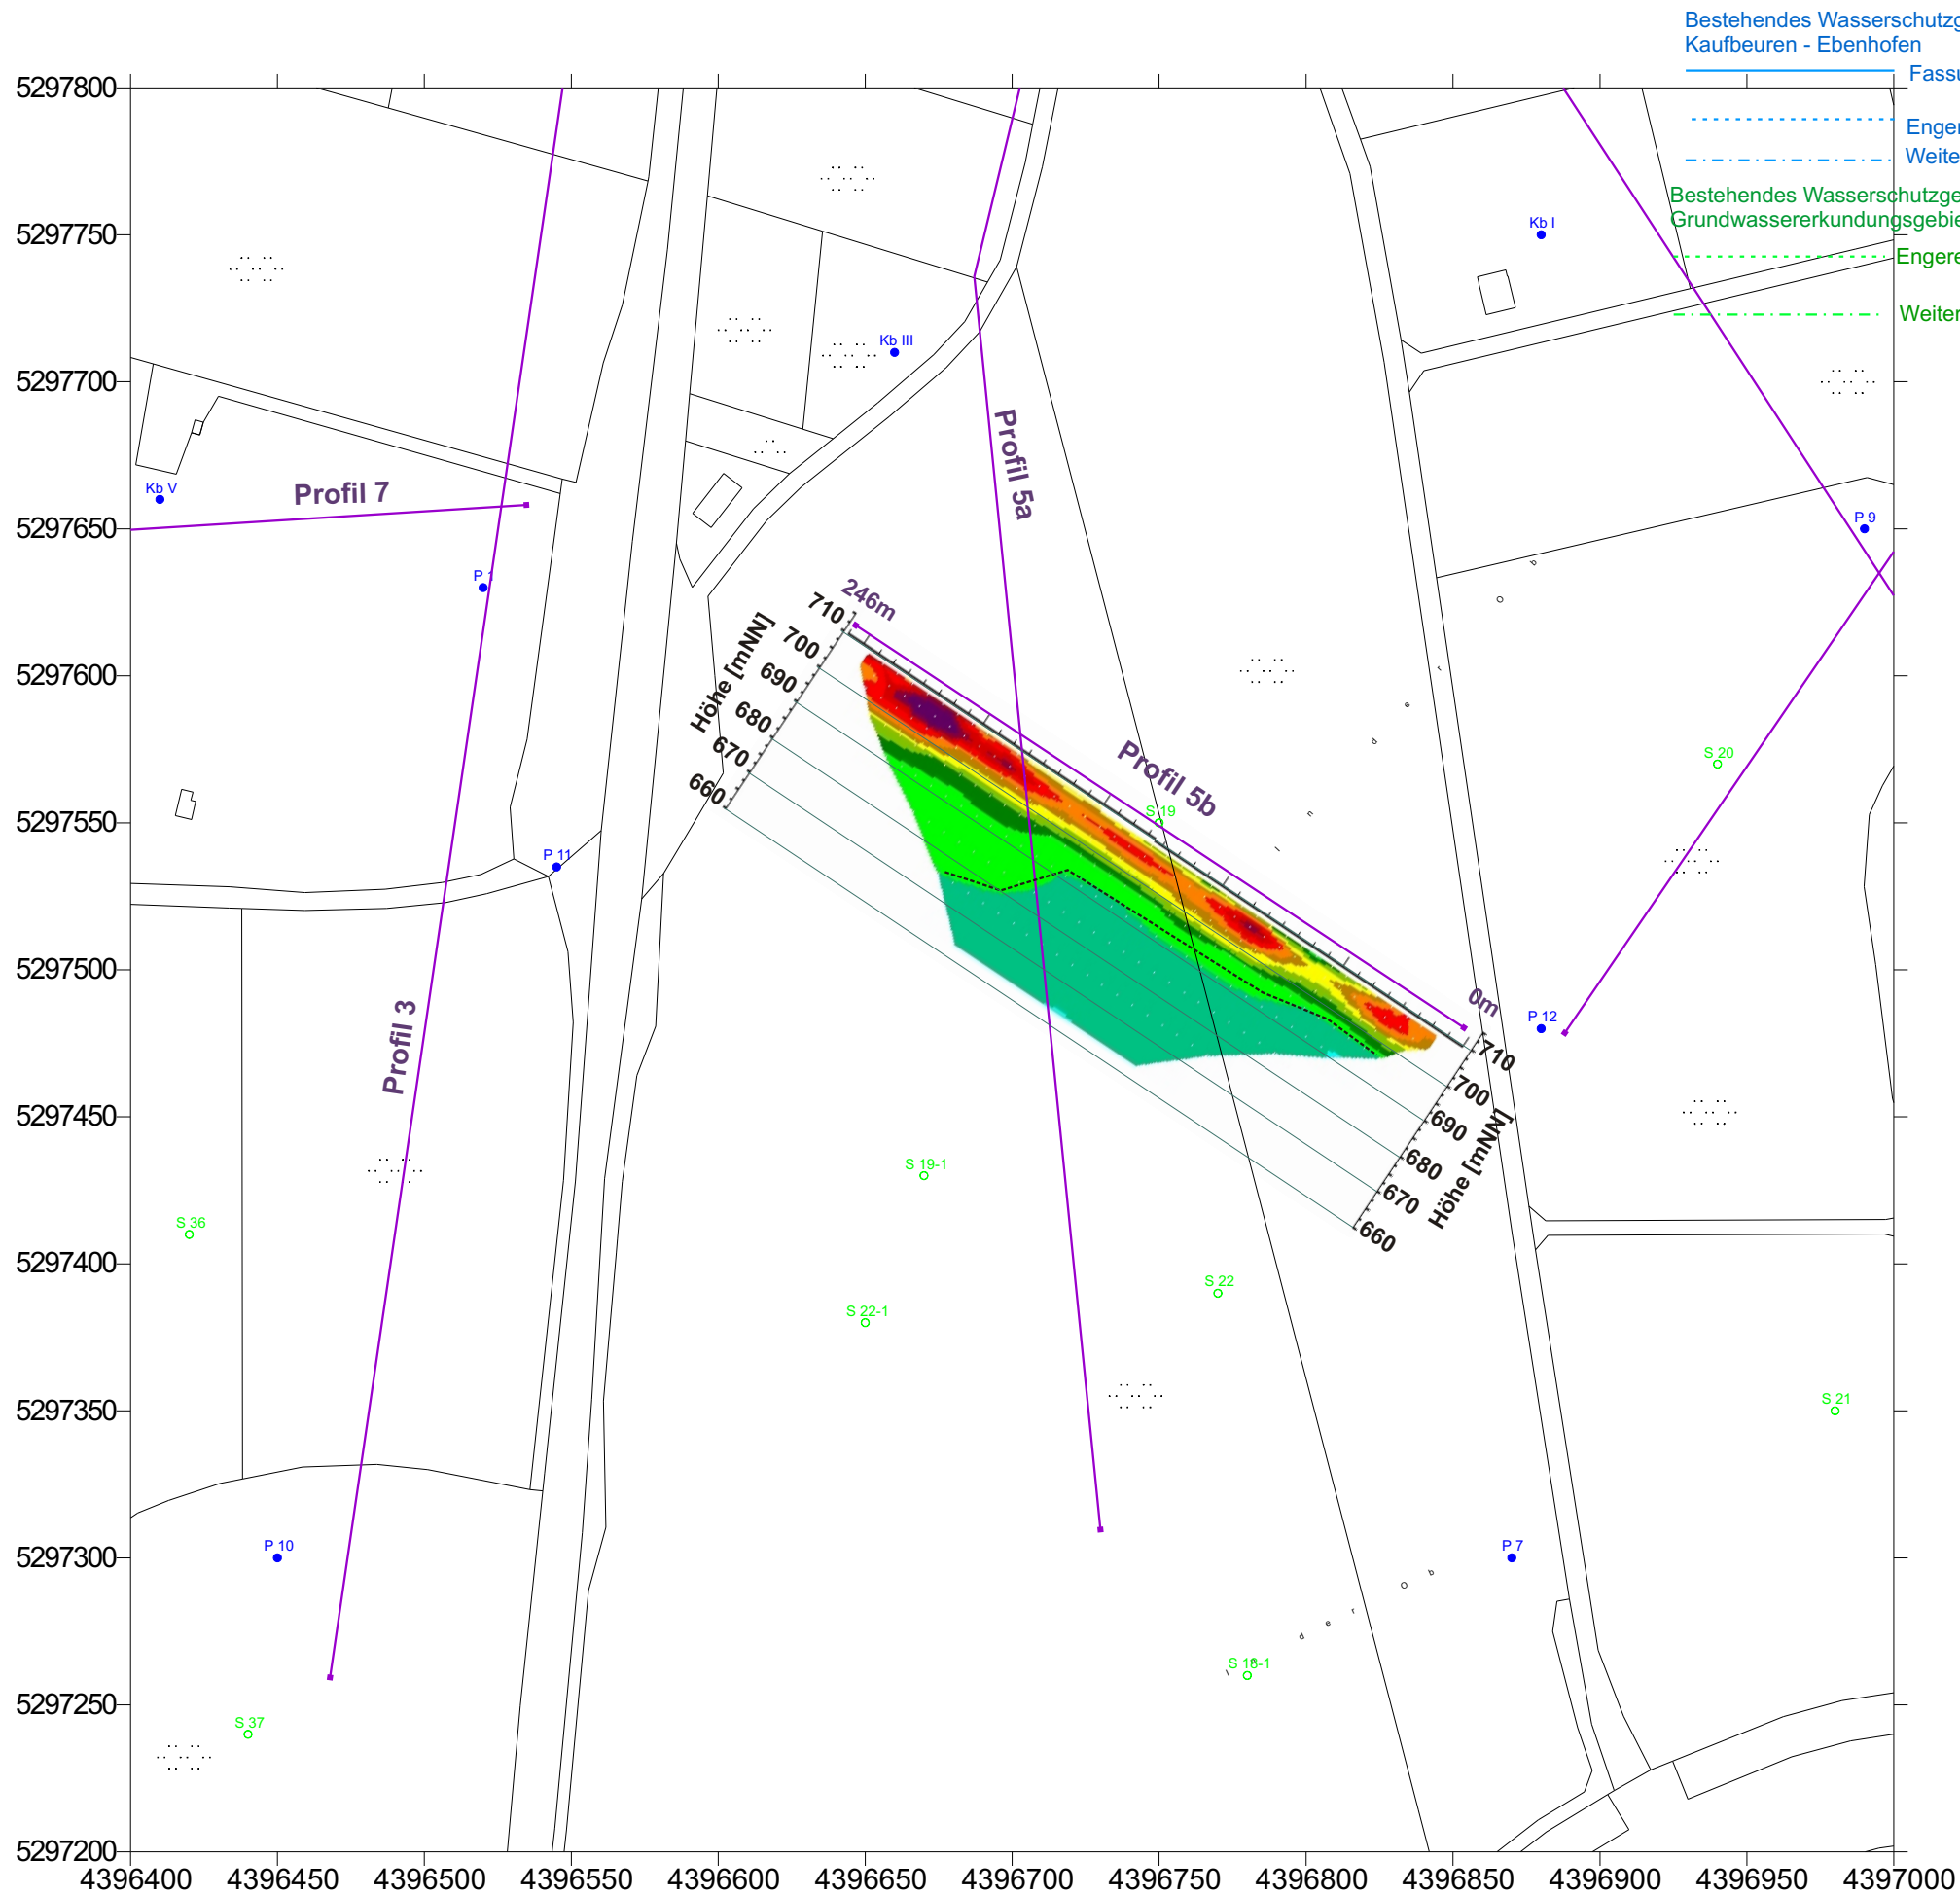 Bestehendes Wasserschutzg
Kaufbeuren - Ebenhofen
Fassu
Enger
Weite
Bestehendes Wasserschutzge
Grundwassererkundungsgebie
Engere
Weiter
5297800
5297750
5297700
5297650
5297600
5297550
5297500
5297450
5297400
5297350
5297300
5297250
5297200
4396400
4396450
4396500
4396550
4396600
4396650
4396700
4396750
4396800
4396850
4396900
4396950
4397000
Kb I
Kb III
Kb V
Profil 7
Profil 5a
P 9
P 1
246m
710
700
690
680
670
660
Höhe [mNN]
Profil 5b
S 19
S 20
P 11
0m
P 12
710
700
690
680
670
660
Höhe [mNN]
Profil 3
S 19-1
S 36
S 22
S 22-1
S 21
P 10
P 7
S 18-1
S 37
I n d e r O b
I n d e r O b